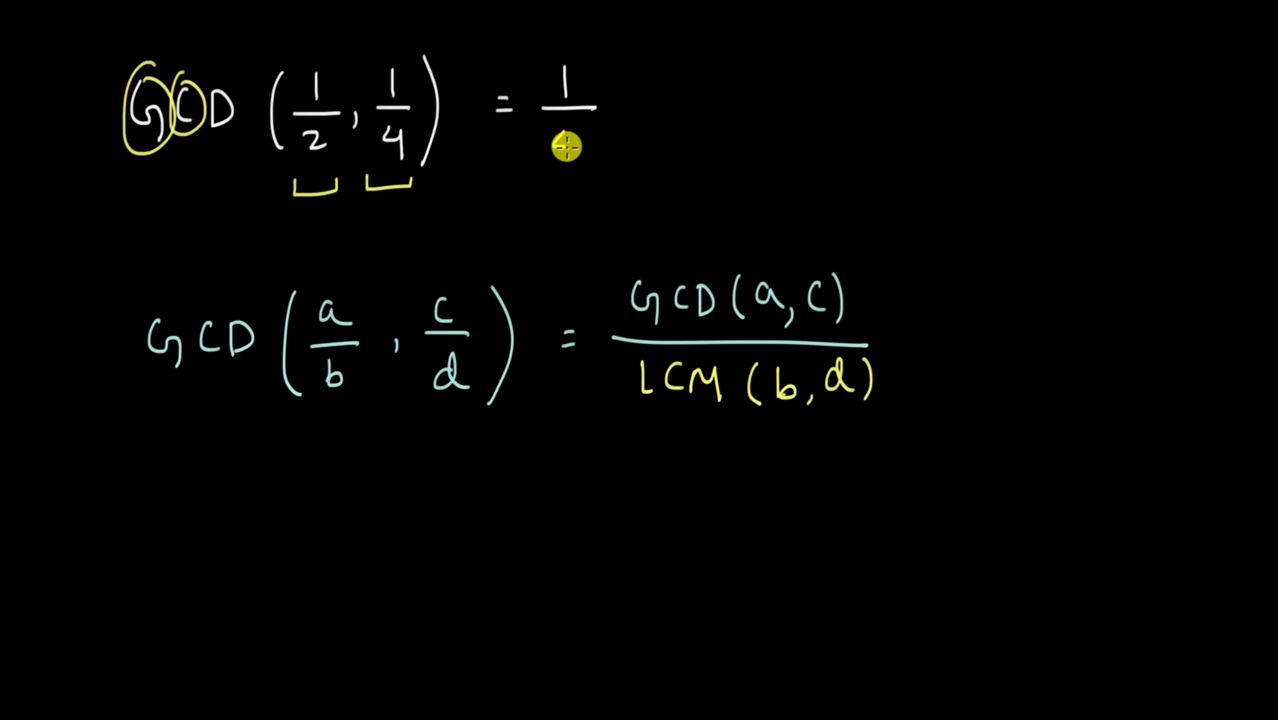 GCD (1/2, 1/4) = 1/
GCD (a/b, c/d) = GCD(a,c)/LCM(b,d)